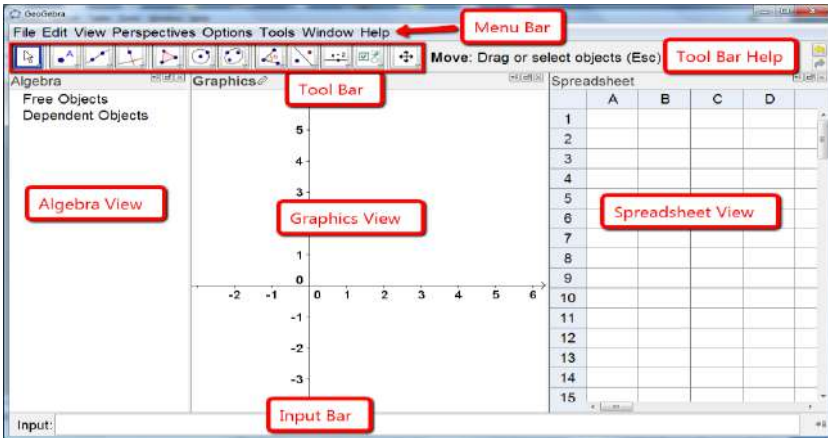 GeoGebra
File Edit View Perspectives Options Tools Window Help
Menu Bar
A
a=2
Move: Drag or select objects (Esc)
Tool Bar Help
Algebra
Graphics
Spreadsheet
Tool Bar
Free Objects
Dependent Objects
Algebra View
Graphics View
Spreadsheet View
A B C D
1
2
3
4
5
6
7
8
9
10
11
12
13
14
15
5
4
3
1
0
-2 -1 0 1 2 3 4 5 6
-1
-2
-3
Input Bar
Input: